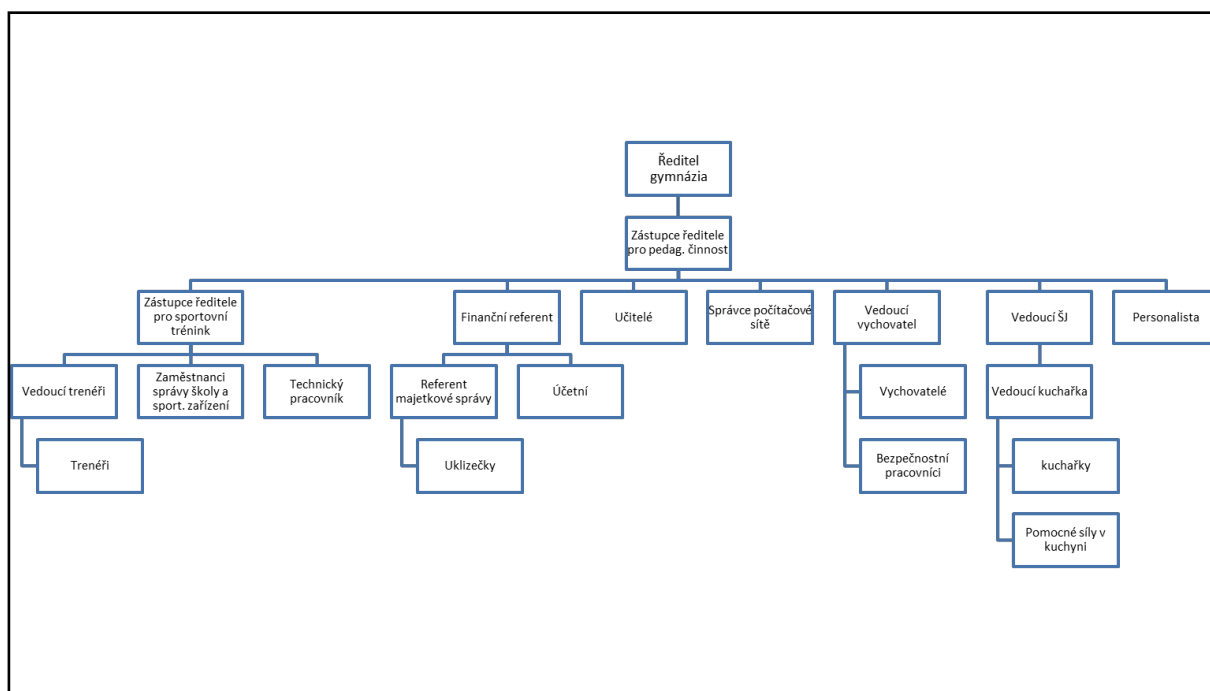 Ředitel
gymnázia
Zástupce ředitele
pro pedag. činnost
Zástupce ředitele
pro sportovní
trénink
Finanční referent
Učitelé
Správce počítačové
sítě
Vedoucí
vychovatel
Vedoucí ŠJ
Personalista
Vedoucí trenéři
Zaměstnanci
správy školy a
sport. zařízení
Technický
pracovník
Referent
majetkové správy
Účetní
Vychovatelé
Vedoucí kuchařka
Trenéři
Uklizečky
Bezpečnostní
pracovníci
kuchařky
Pomocné síly v
kuchyni